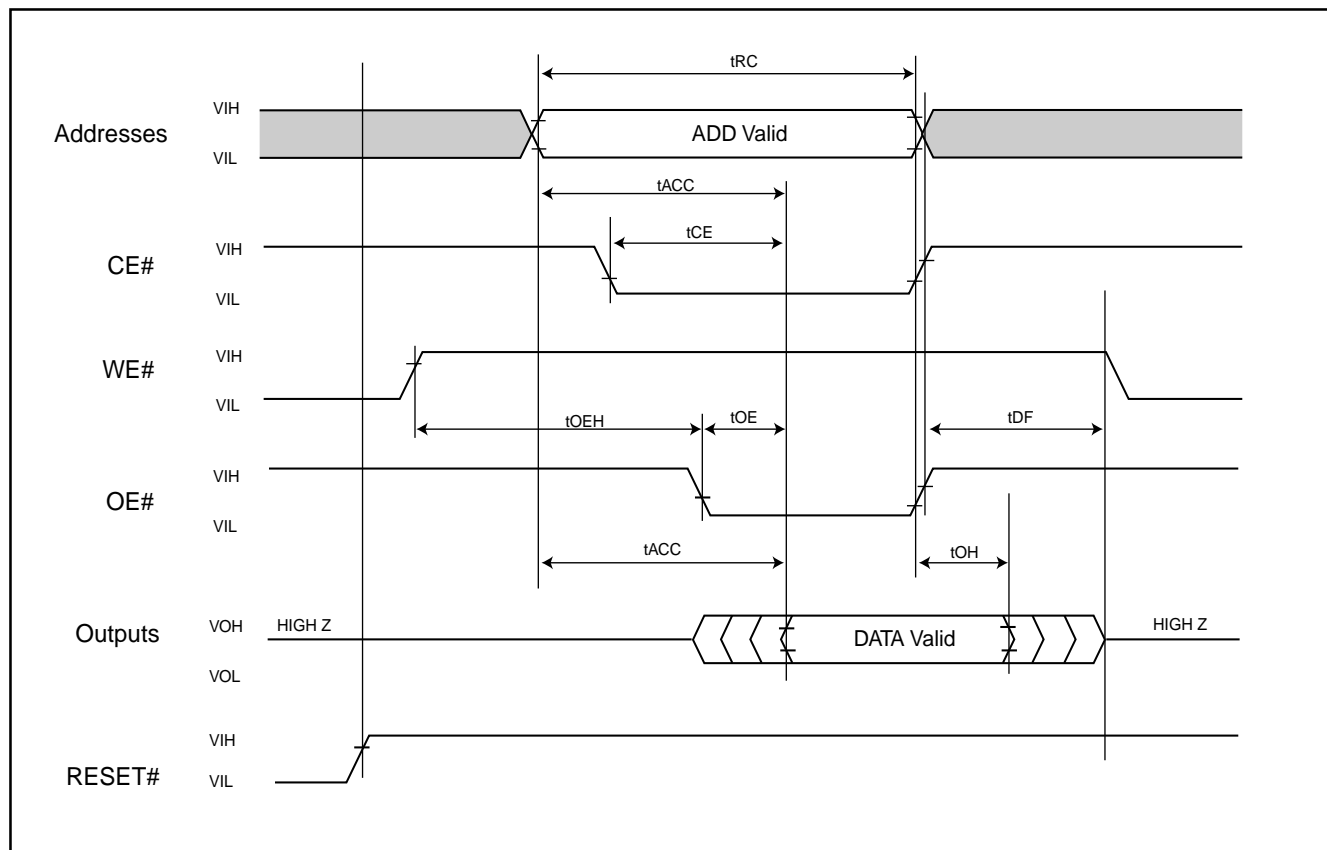 tRC
VIH
Addresses
ADD Valid
VIL
tACC
tCE
VIH
CE#
VIL
VIH
WE#
VIL
tOEH
tOE
tDF
VIH
OE#
VIL
tACC
tOH
VOH
HIGH Z
Outputs
DATA Valid
HIGH Z
VOL
VIH
RESET#
VIL